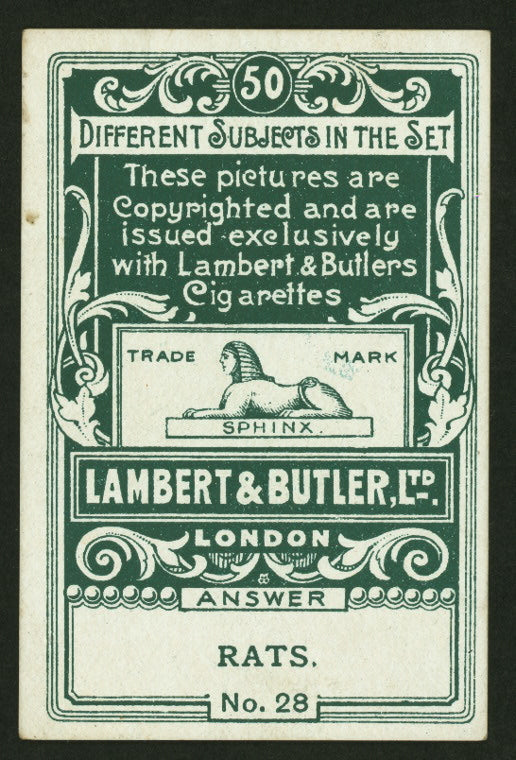 50
DIFFERENT SUBJECTS IN THE SET
These pictures are
Copyrighted and are
issued exclusively
with Lambert & Butlers
Cigarettes
TRADE MARK
SPHINX.
LAMBERT & BUTLER, LTD.
LONDON
ANSWER
RATS.
No. 28